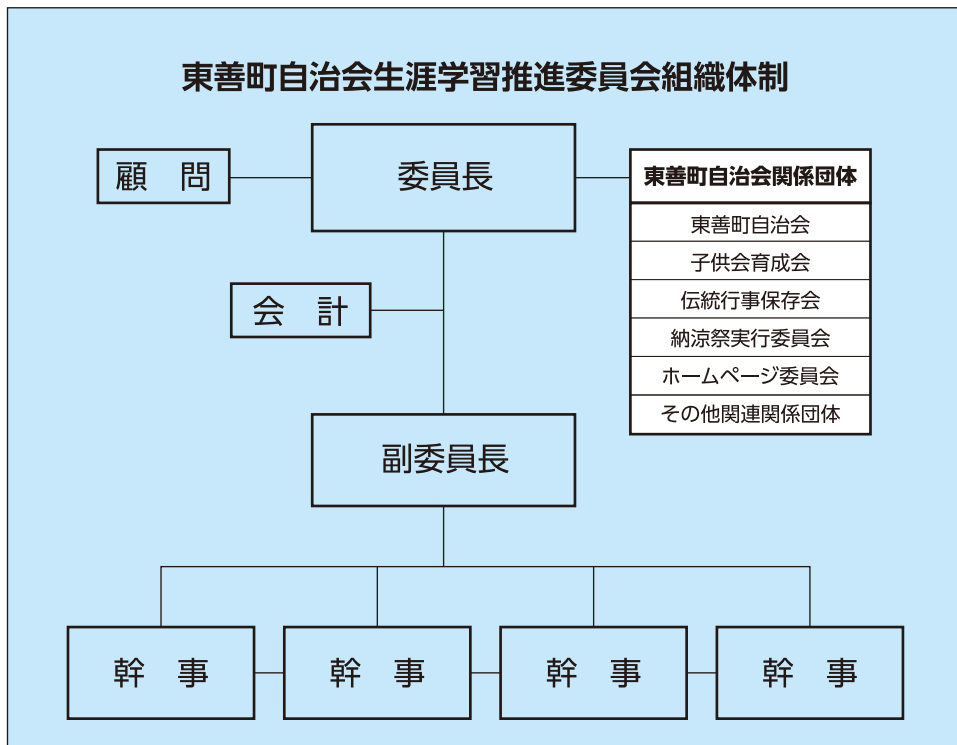 東善町自治会生涯学習推進委員会組織体制
顧　問
委員長
東善町自治会関係団体
東善町自治会
子供会育成会
伝統行事保存会
納涼祭実行委員会
ホームページ委員会
その他関連関係団体
会　計
副委員長
幹　事
幹　事
幹　事
幹　事